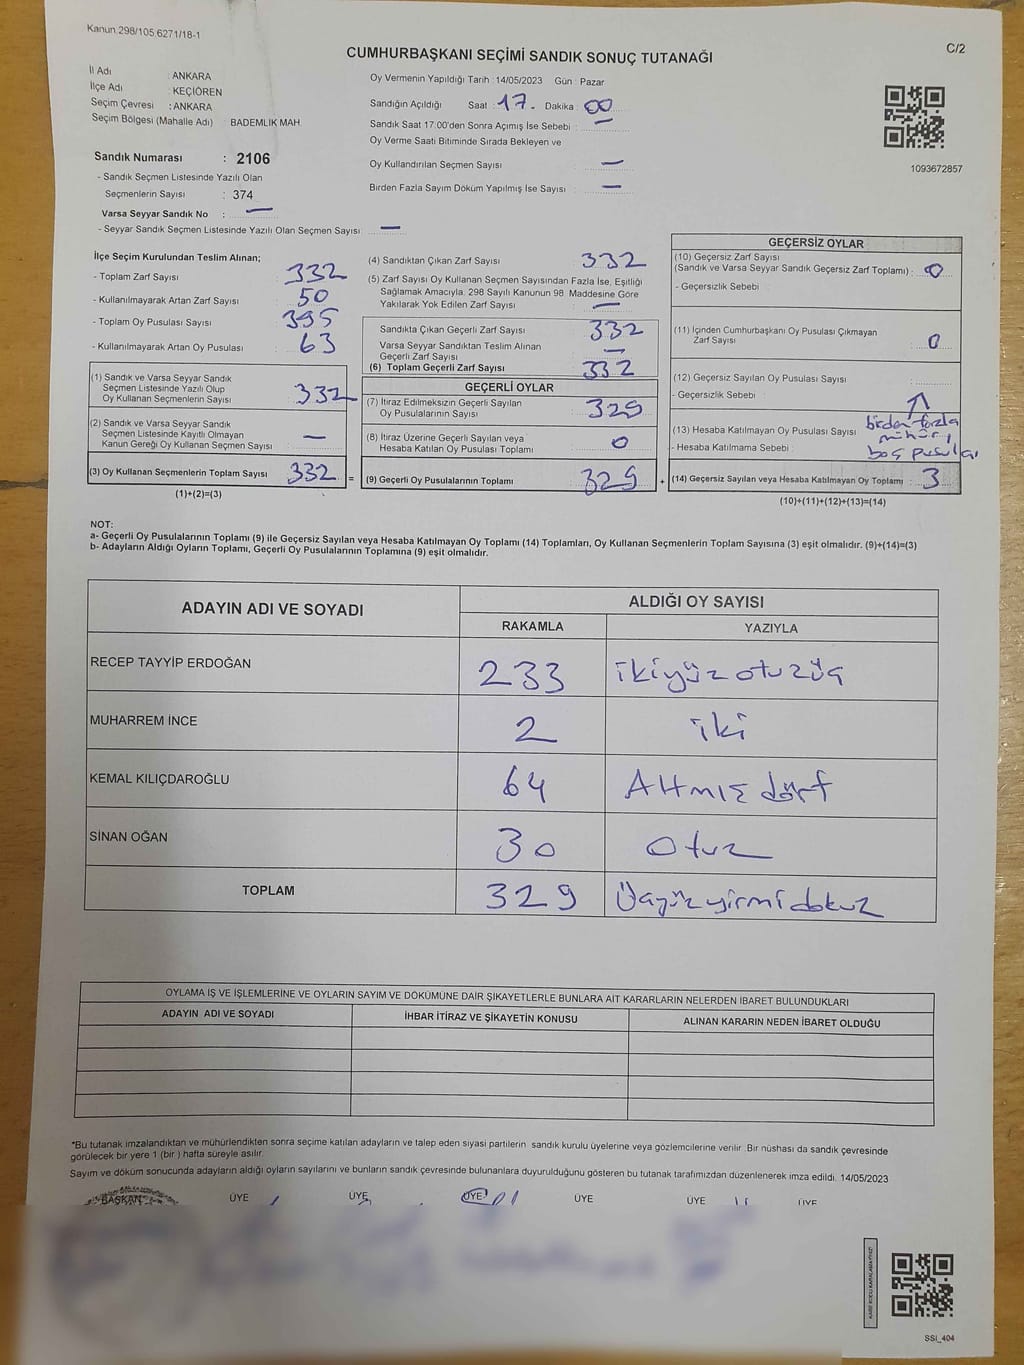 Kanun.298/105,6271/18-1
C/2
CUMHURBAŞKANI SEÇİMİ SANDIK SONUÇ TUTANAĞI
İl Adı : ANKARA
İlçe Adı : KEÇİÖREN
Seçim Çevresi : ANKARA
Seçim Bölgesi (Mahalle Adı) BADEMLİK MAH.
Oy Vermenin Yapıldığı Tarih : 14/05/2023 Gün : Pazar
Sandığın Açıldığı Saat : 17. Dakika : 00
Sandık Saat 17:00'den Sonra Açımış İse Sebebi : —
Oy Verme Saati Bitiminde Sırada Bekleyen ve
Oy Kullandırılan Seçmen Sayısı —
Birden Fazla Sayım Döküm Yapılmış İse Sayısı : —
1093672857
Sandık Numarası : 2106
- Sandık Seçmen Listesinde Yazılı Olan
Seçmenlerin Sayısı : 374
Varsa Seyyar Sandık No : —
- Seyyar Sandık Seçmen Listesinde Yazılı Olan Seçmen Sayısı: —
İlçe Seçim Kurulundan Teslim Alınan;
- Toplam Zarf Sayısı : 332
- Kullanılmayarak Artan Zarf Sayısı : 50
- Toplam Oy Pusulası Sayısı : 395
- Kullanılmayarak Artan Oy Pusulası : 63
(1) Sandık ve Varsa Seyyar Sandık
Seçmen Listesinde Yazılı Olup
Oy Kullanan Seçmenlerin Sayısı : 332
(2) Sandık ve Varsa Seyyar Sandık
Seçmen Listesinde Kayıtlı Olmayan
Kanun Gereği Oy Kullanan Seçmen Sayısı : —
(3) Oy Kullanan Seçmenlerin Toplam Sayısı : 332 =
(1)+(2)=(3)
(4) Sandıktan Çıkan Zarf Sayısı : 332
(5) Zarf Sayısı Oy Kullanan Seçmen Sayısından Fazla İse, Eşitliği
Sağlamak Amacıyla, 298 Sayılı Kanunun 98. Maddesine Göre
Yakılarak Yok Edilen Zarf Sayısı : —
Sandıkta Çıkan Geçerli Zarf Sayısı : 332
Varsa Seyyar Sandıktan Teslim Alınan
Geçerli Zarf Sayısı : —
(6) Toplam Geçerli Zarf Sayısı : 332
GEÇERLİ OYLAR
(7) İtiraz Edilmeksizin Geçerli Sayılan
Oy Pusulalarının Sayısı : 329
(8) İtiraz Üzerine Geçerli Sayılan veya
Hesaba Katılan Oy Pusulası Toplamı : 0
(9) Geçerli Oy Pusulalarının Toplamı : 329 +
GEÇERSİZ OYLAR
(10) Geçersiz Zarf Sayısı
(Sandık ve Varsa Seyyar Sandık Geçersiz Zarf Toplamı) : 0
- Geçersizlik Sebebi
(11) İçinden Cumhurbaşkanı Oy Pusulası Çıkmayan
Zarf Sayısı : 0
(12) Geçersiz Sayılan Oy Pusulası Sayısı
- Geçersizlik Sebebi :
birden fazla
mühür,
boş pusula
(13) Hesaba Katılmayan Oy Pusulası Sayısı
- Hesaba Katılmama Sebebi :
(14) Geçersiz Sayılan veya Hesaba Katılmayan Oy Toplamı : 3
(10)+(11)+(12)+(13)=(14)
NOT:
a- Geçerli Oy Pusulalarının Toplamı (9) ile Geçersiz Sayılan veya Hesaba Katılmayan Oy Toplamı (14) Toplamları, Oy Kullanan Seçmenlerin Toplam Sayısına (3) eşit olmalıdır. (9)+(14)=(3)
b- Adayların Aldığı Oyların Toplamı, Geçerli Oy Pusulalarının Toplamına (9) eşit olmalıdır.
ADAYIN ADI VE SOYADI
ALDIĞI OY SAYISI
RAKAMLA YAZIYLA
RECEP TAYYİP ERDOĞAN 233 ikiyüz otuzüç
MUHARREM İNCE 2 iki
KEMAL KILIÇDAROĞLU 64 Altmış dört
SİNAN OĞAN 30 Otuz
TOPLAM 329 Üçyüzyirmidokuz
OYLAMA İŞ VE İŞLEMLERİNE VE OYLARIN SAYIM VE DÖKÜMÜNE DAİR ŞİKAYETLERLE BUNLARA AİT KARARLARIN NELERDEN İBARET BULUNDUKLARI
ADAYIN ADI VE SOYADI İHBAR İTİRAZ VE ŞİKAYETİN KONUSU ALINAN KARARIN NEDEN İBARET OLDUĞU
*Bu tutanak imzalandıktan ve mühürlendikten sonra seçime katılan adayların ve talep eden siyasi partilerin sandık kurulu üyelerine veya gözlemcilerine verilir. Bir nüshası da sandık çevresinde
görülecek bir yere 1 (bir ) hafta süreyle asılır.
Sayım ve döküm sonucunda adayların aldığı oyların sayılarını ve bunların sandık çevresinde bulunanlara duyurulduğunu gösteren bu tutanak tarafımızdan düzenlenerek imza edildi. 14/05/2023
BAŞKAN ÜYE ÜYE ÜYE ÜYE ÜYE ÜYE
SSI_404